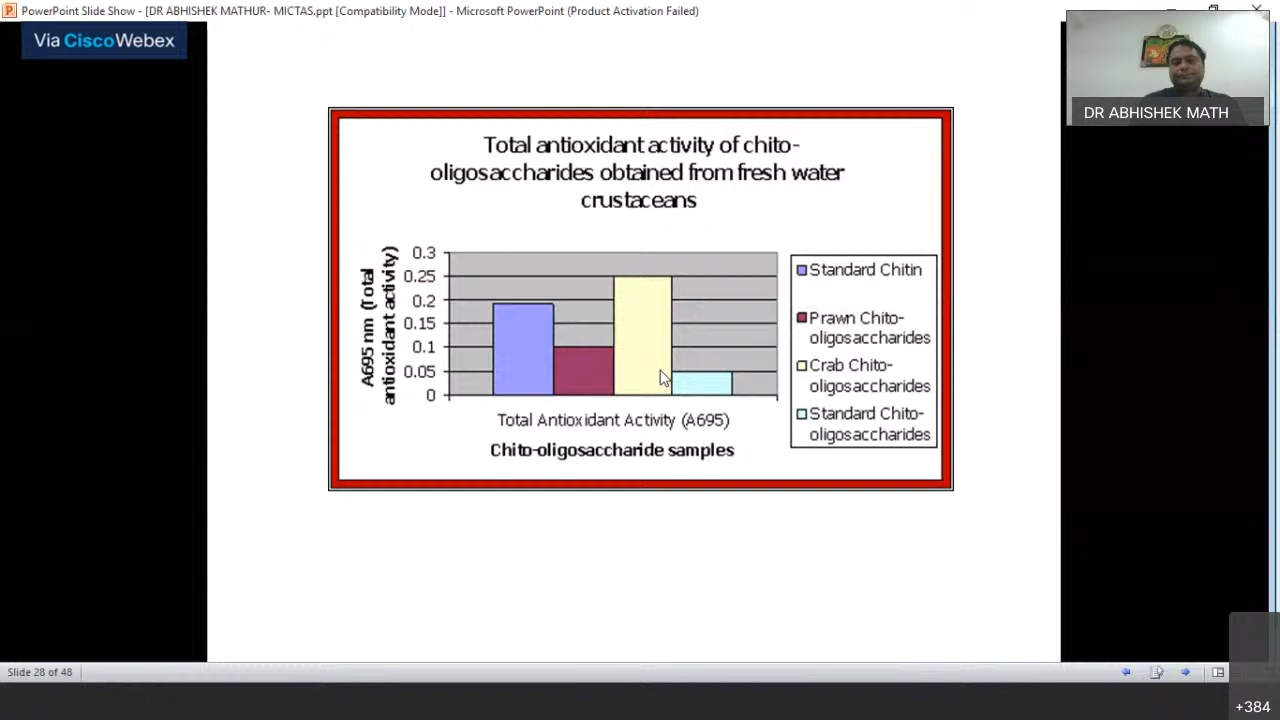 PowerPoint Slide Show - [DR ABHISHEK MATHUR- MICTAS.ppt [Compatibility Mode]] - Microsoft PowerPoint (Product Activation Failed)
Via CiscoWebex
DR ABHISHEK MATH
Total antioxidant activity of chito-
oligosaccharides obtained from fresh water
crustaceans
A695 nm (Total
antioxidant activity)
0.3
0.25
0.2
0.15
0.1
0.05
0
Total Antioxidant Activity (A695)
Chito-oligosaccharide samples
Standard Chitin
Prawn Chito-
oligosaccharides
Crab Chito-
oligosaccharides
Standard Chito-
oligosaccharides
Slide 28 of 48
+384